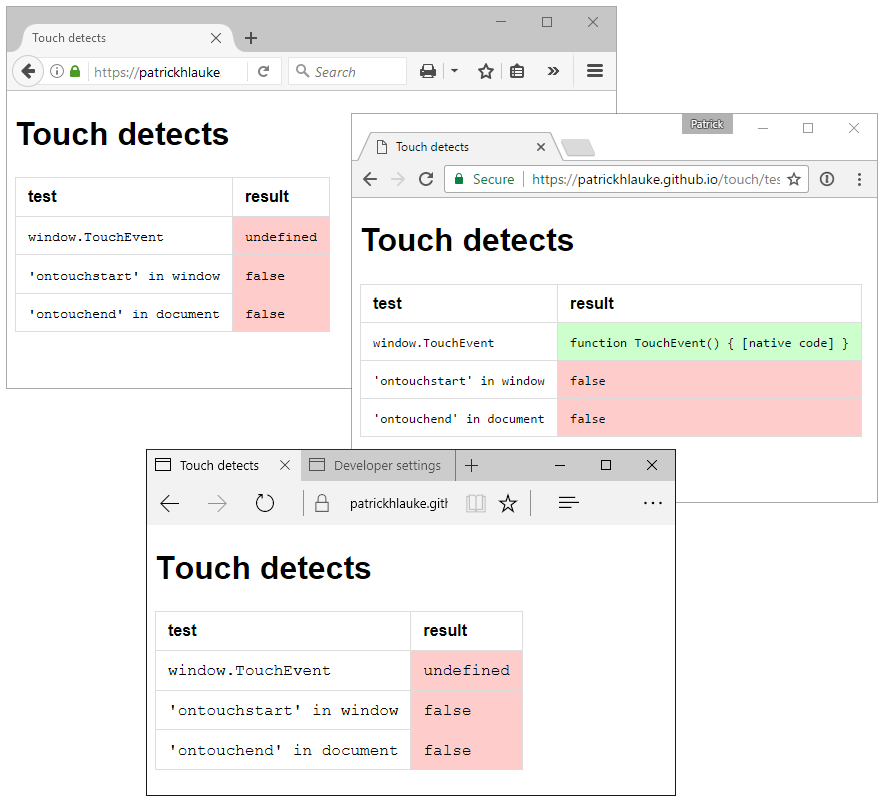 Touch detects
https://patrickhlauke
Search
Touch detects
test result
window.TouchEvent undefined
'ontouchstart' in window false
'ontouchend' in document false
Patrick
Touch detects
Secure https://patrickhlauke.github.io/touch/tes
Touch detects
test result
window.TouchEvent function TouchEvent() { [native code] }
'ontouchstart' in window false
'ontouchend' in document false
Touch detects Developer settings
patrickhlauke.gith
Touch detects
test result
window.TouchEvent undefined
'ontouchstart' in window false
'ontouchend' in document false